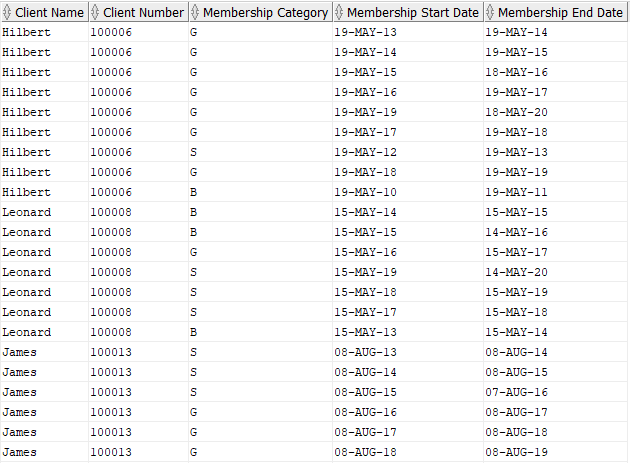 Client Name Client Number Membership Category Membership Start Date Membership End Date
Hilbert 100006 G 19-MAY-13 19-MAY-14
Hilbert 100006 G 19-MAY-14 19-MAY-15
Hilbert 100006 G 19-MAY-15 18-MAY-16
Hilbert 100006 G 19-MAY-16 19-MAY-17
Hilbert 100006 G 19-MAY-19 18-MAY-20
Hilbert 100006 G 19-MAY-17 19-MAY-18
Hilbert 100006 S 19-MAY-12 19-MAY-13
Hilbert 100006 G 19-MAY-18 19-MAY-19
Hilbert 100006 B 19-MAY-10 19-MAY-11
Leonard 100008 B 15-MAY-14 15-MAY-15
Leonard 100008 B 15-MAY-15 14-MAY-16
Leonard 100008 G 15-MAY-16 15-MAY-17
Leonard 100008 S 15-MAY-19 14-MAY-20
Leonard 100008 S 15-MAY-18 15-MAY-19
Leonard 100008 S 15-MAY-17 15-MAY-18
Leonard 100008 B 15-MAY-13 15-MAY-14
James 100013 S 08-AUG-13 08-AUG-14
James 100013 S 08-AUG-14 08-AUG-15
James 100013 S 08-AUG-15 07-AUG-16
James 100013 G 08-AUG-16 08-AUG-17
James 100013 G 08-AUG-17 08-AUG-18
James 100013 G 08-AUG-18 08-AUG-19